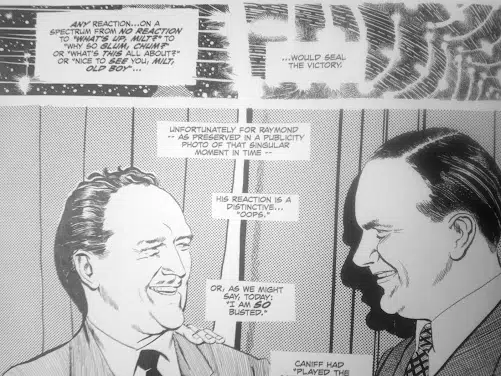 ANY REACTION...ON A
SPECTRUM FROM NO REACTION
TO "WHAT'S UP, MILT?" TO
"WHY SO GLUM, CHUM?"
OR "WHAT'S THIS ALL ABOUT?"
OR "NICE TO SEE YOU, MILT,
OLD BOY"...
...WOULD SEAL
THE VICTORY.
UNFORTUNATELY FOR RAYMOND
-- AS PRESERVED IN A PUBLICITY
PHOTO OF THAT SINGULAR
MOMENT IN TIME --
HIS REACTION IS A
DISTINCTIVE...
"OOPS."
OR, AS WE MIGHT
SAY, TODAY:
"I AM SO
BUSTED."
CANIFF HAD
"PLAYED THE